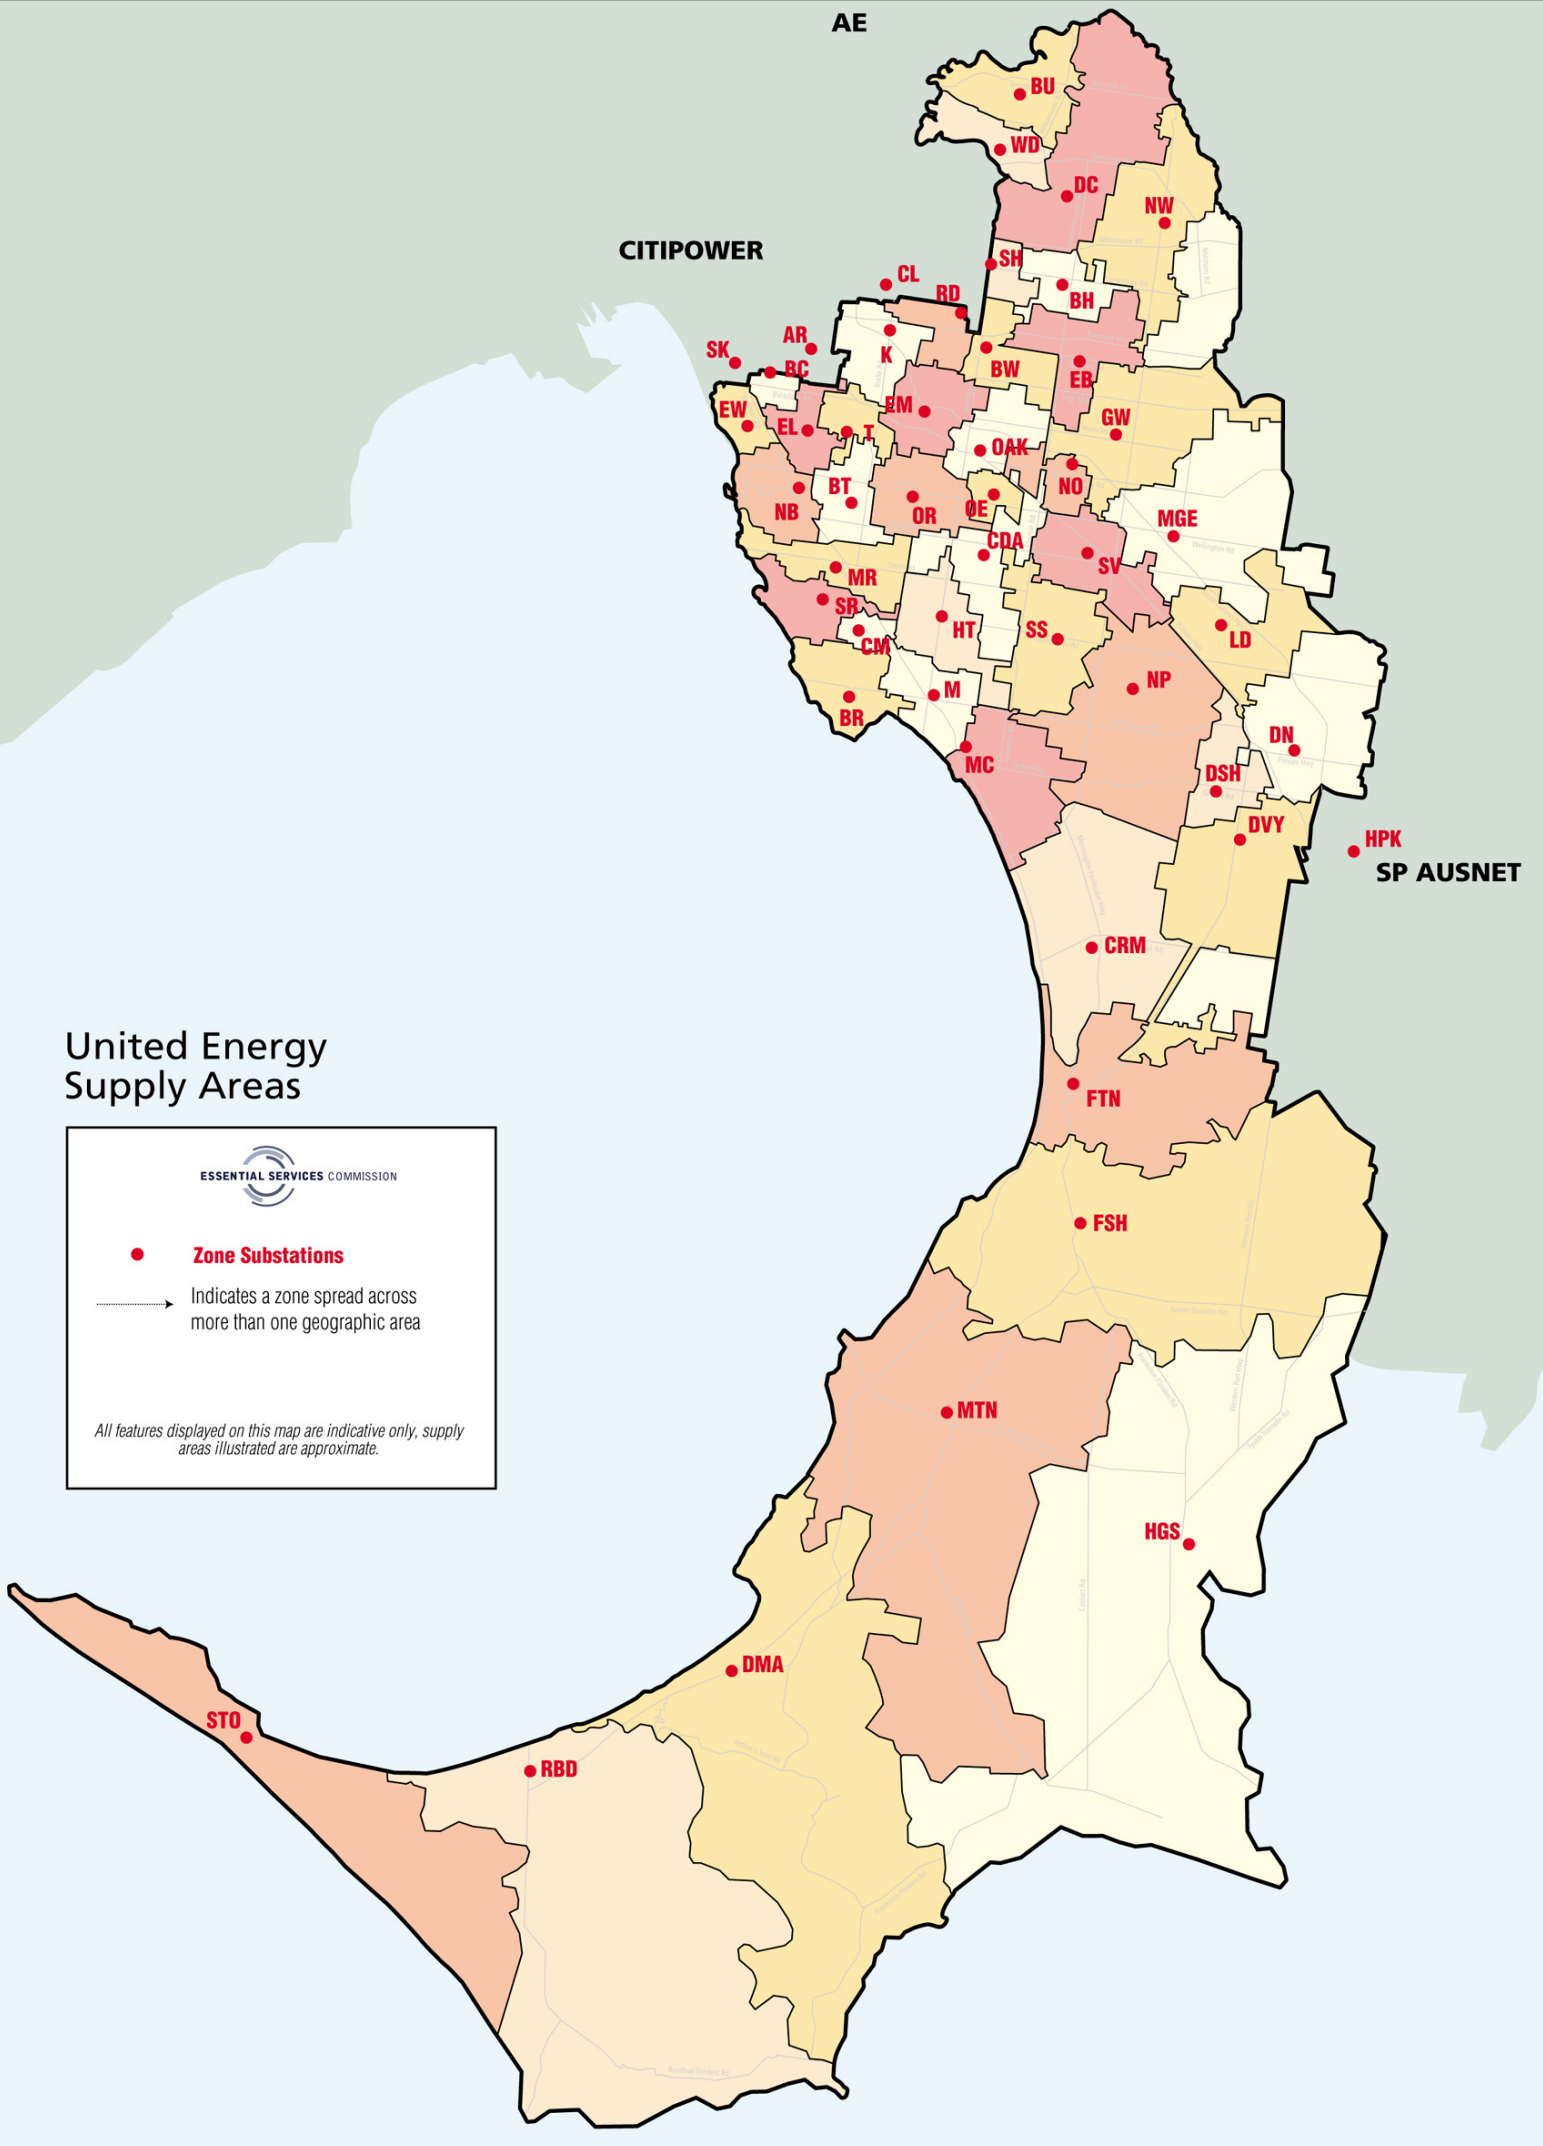 AE
BU
WD
DC
NW
CITIPOWER
SH
CL
RD
BH
AR
SK
BC
K
BW
EB
EW
EL
T
EM
GW
OAK
NB
BT
OR
OE
NO
MGE
Wellington Rd
CDA
SV
MR
SR
CM
HT
SS
LD
NP
M
BR
MC
DN
Princes Hwy
DSH
DVY
HPK
SP AUSNET
CRM
United Energy
Supply Areas
FTN
ESSENTIAL SERVICES COMMISSION
FSH
Zone Substations
Indicates a zone spread across
more than one geographic area
MTN
All features displayed on this map are indicative only, supply
areas illustrated are approximate.
HGS
DMA
STO
RBD